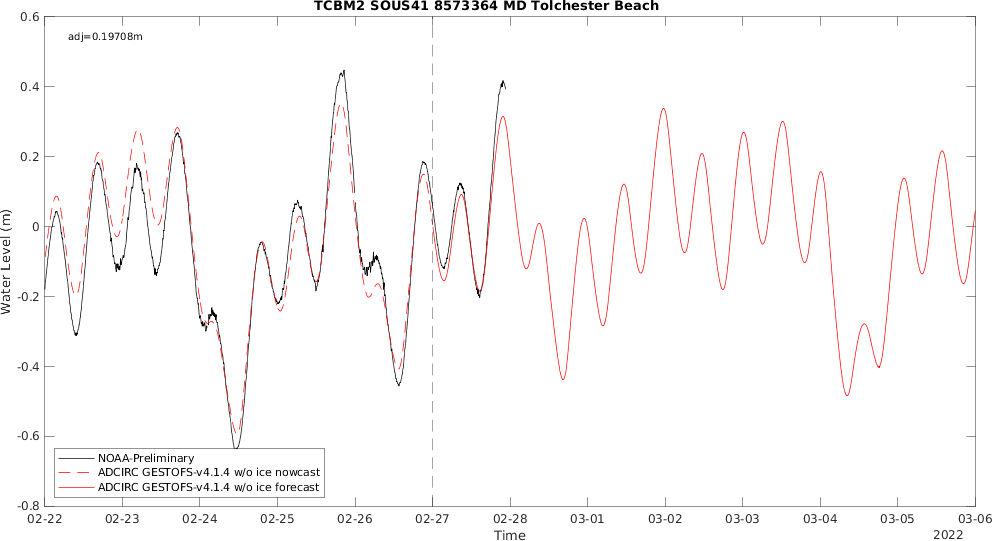 TCBM2 SOUS41 8573364 MD Tolchester Beach
0.6
adj=0.19708m
0.4
0.2
0
-0.2
-0.4
-0.6
-0.8
Water Level (m)
NOAA-Preliminary
ADCIRC GESTOFS-v4.1.4 w/o ice nowcast
ADCIRC GESTOFS-v4.1.4 w/o ice forecast
02-22 02-23 02-24 02-25 02-26 02-27 02-28 03-01 03-02 03-03 03-04 03-05 03-06
Time
2022